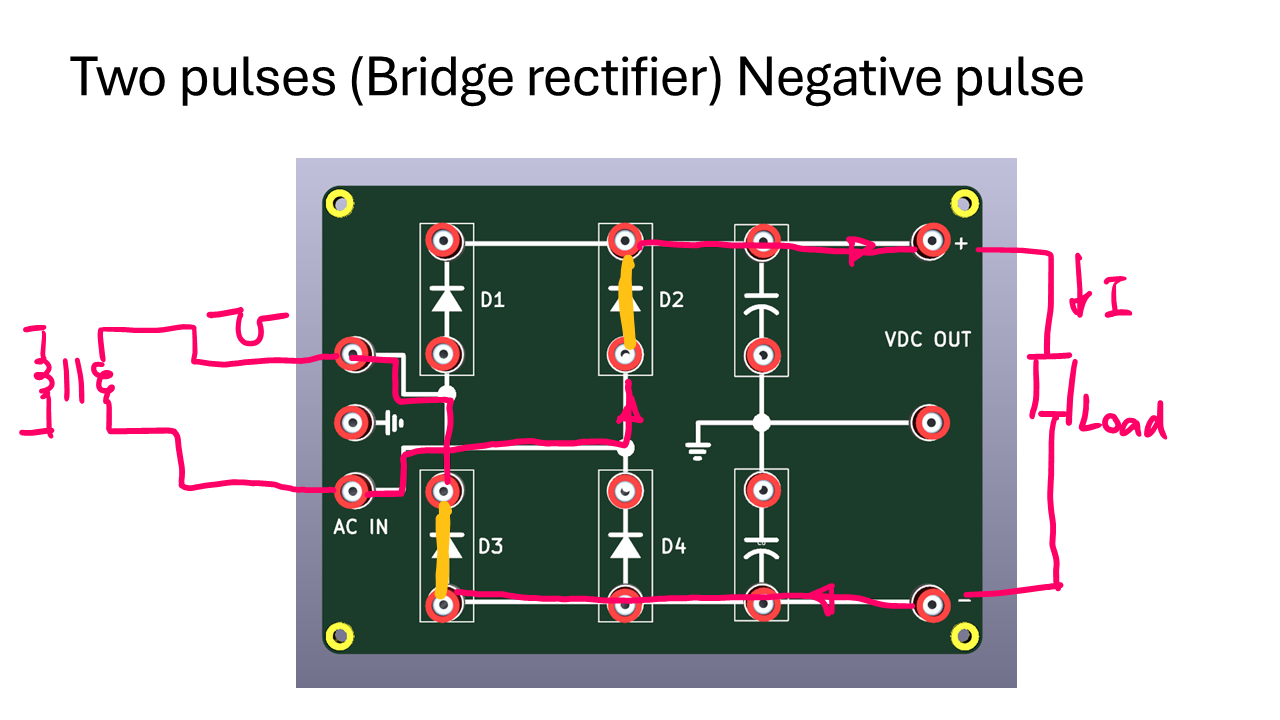 Two pulses (Bridge rectifier) Negative pulse
D1
D2
+
I
VDC OUT
Load
AC IN
D3
D4
−